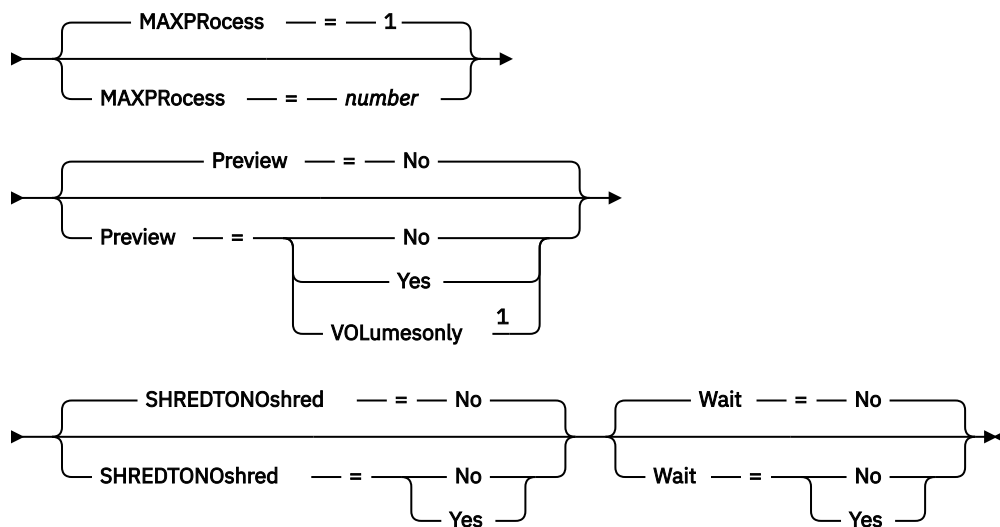 MAXPRocess = 1
MAXPRocess = number
Preview = No
Preview = No
Yes
VOLumesonly 1
SHREDTONOshred = No Wait = No
SHREDTONOshred = No Wait = No
Yes Yes